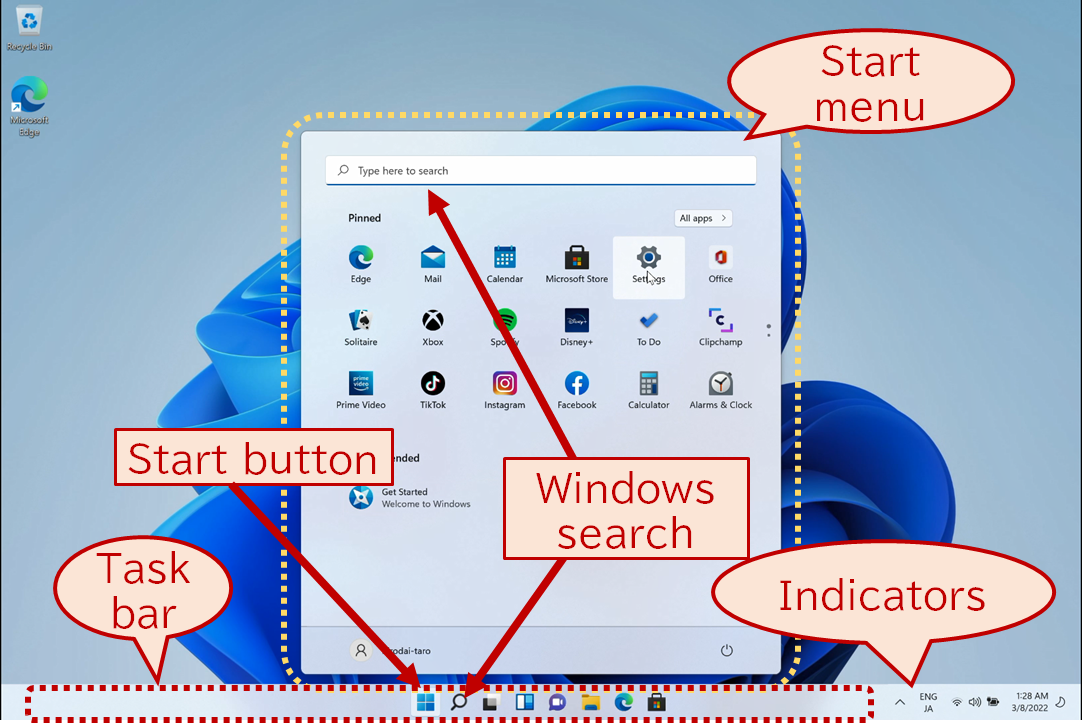 Recycle Bin
Microsoft
Edge
Start
menu
Type here to search
Pinned
All apps
Edge
Mail
Calendar
Microsoft Store
Settings
Office
Solitaire
Xbox
Spotify
Disney+
To Do
Clipchamp
prime
video
Prime Video
TikTok
Instagram
Facebook
Calculator
Alarms & Clock
Start button
ended
Get Started
Welcome to Windows
Windows
search
Task
bar
Indicators
rodai-taro
ENG
JA
1:28 AM
3/8/2022